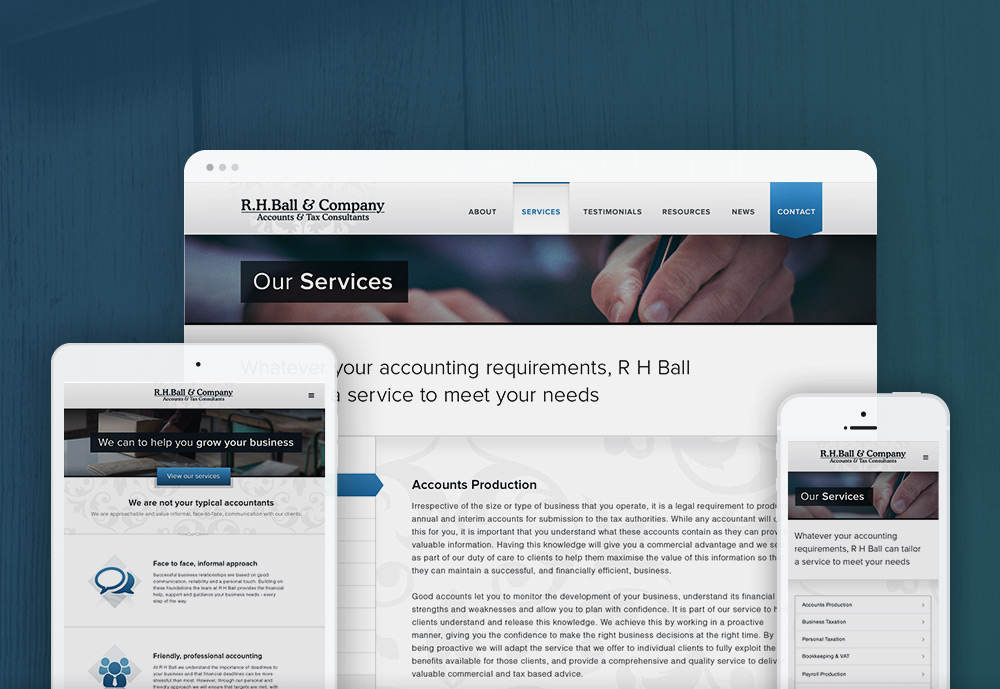 R.H.Ball & Company
Accounts & Tax Consultants
ABOUT
SERVICES
TESTIMONIALS
RESOURCES
NEWS
CONTACT
Our Services
Whatever your accounting requirements, R H Ball
a service to meet your needs
Accounts Production
Irrespective of the size or type of business that you operate, it is a legal requirement to
annual and interim accounts for submission to the tax authorities. While any accountant will
this for you, it is important that you understand what these accounts contain as they can
valuable information. Having this knowledge will give you a commercial advantage and we
as part of our duty of care to clients to help them maximise the value of this information so
they can maintain a successful, and financially efficient, business.
Good accounts let you to monitor the development of your business, understand its financial
strengths and weaknesses and allow you to plan with confidence. It is part of our service to
clients understand and release this knowledge. We achieve this by working in a proactive
manner, giving you the confidence to make the right business decisions at the right time. By
being proactive we will adapt the service that we offer to individual clients to fully exploit the
benefits available for those clients, and provide a comprehensive and quality service to
valuable commercial and tax based advice.
R.H.Ball & Company
Accounts & Tax Consultants
We can to help you grow your business
View our services
We are not your typical accountants
We are approachable and value informal, face-to-face, communication with our clients.
Face to face, informal approach
Successful business relationships are based on good
communication, reliability and a personal touch. Building on
these foundations the team at R H Ball provides the financial
help, support and guidance your business needs - every
step of the way.
Friendly, professional accounting
At R H Ball we understand the importance of deadlines to
your business and that financial deadlines can be more
stressful than most. However, through our personal and
friendly approach we will ensure that targets are met, with
R.H.Ball & Company
Accounts & Tax Consultants
Our Services
Whatever your accounting
requirements, R H Ball can tailor
a service to meet your needs
Accounts Production
Business Taxation
Personal Taxation
Bookkeeping & VAT
Payroll Production